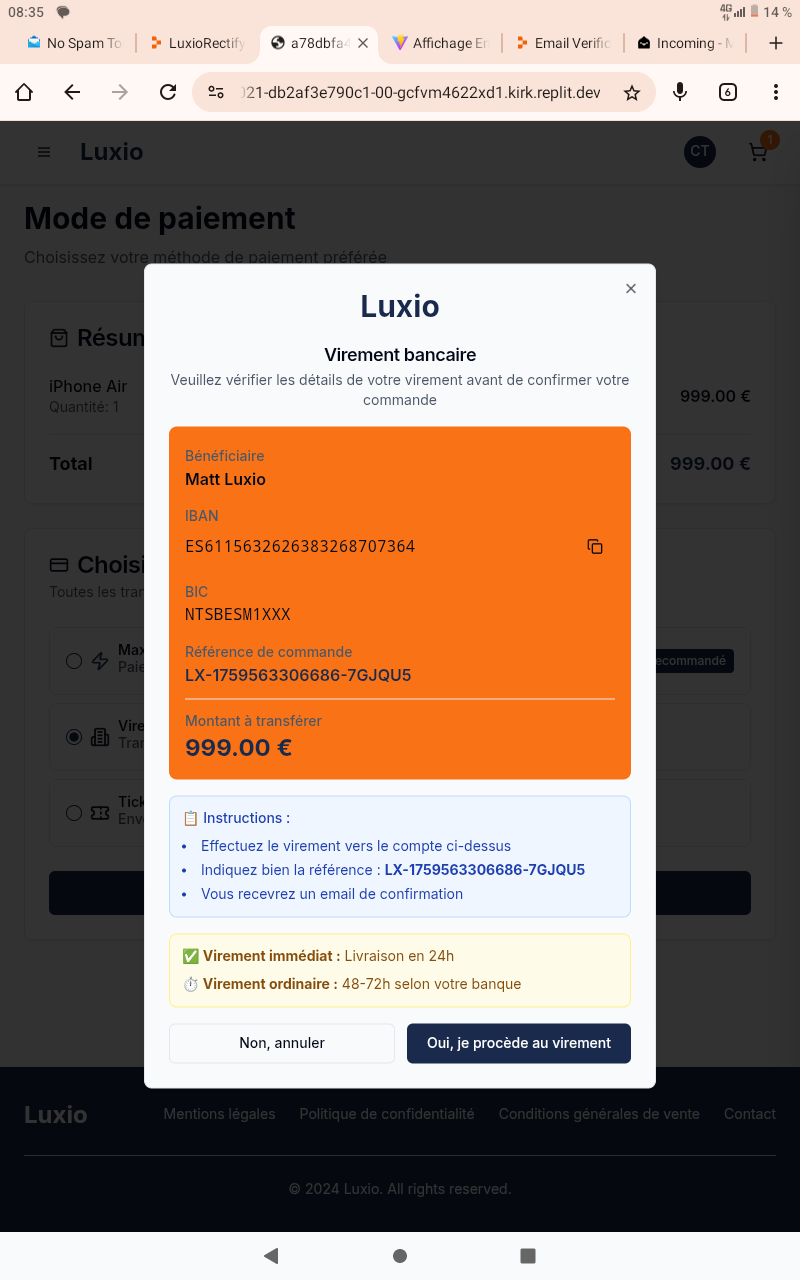 08:35
4G
14 %
No Spam To
LuxioRectify
a78dbfa4
Affichage En
Email Verific
Incoming - M
021-db2af3e790c1-00-gcfvm4622xd1.kirk.replit.dev
6
Luxio
CT
1
Mode de paiement
Choisissez votre méthode de paiement préférée
Luxio
Virement bancaire
Veuillez vérifier les détails de votre virement avant de confirmer votre
commande
Bénéficiaire
Matt Luxio
IBAN
ES6115632626383268707364
BIC
NTSBESM1XXX
Référence de commande
LX-1759563306686-7GJQU5
Montant à transférer
999.00 €
📋 Instructions :
• Effectuez le virement vers le compte ci-dessus
• Indiquez bien la référence : LX-1759563306686-7GJQU5
• Vous recevrez un email de confirmation
✅ Virement immédiat : Livraison en 24h
⏱️ Virement ordinaire : 48-72h selon votre banque
Non, annuler
Oui, je procède au virement
Résum
iPhone Air
999.00 €
Quantité: 1
Total
999.00 €
Choisi
Toutes les tran
Max
Paie
ecommandé
Vire
Tran
Tick
Envo
Luxio
Mentions légales
Politique de confidentialité
Conditions générales de vente
Contact
© 2024 Luxio. All rights reserved.